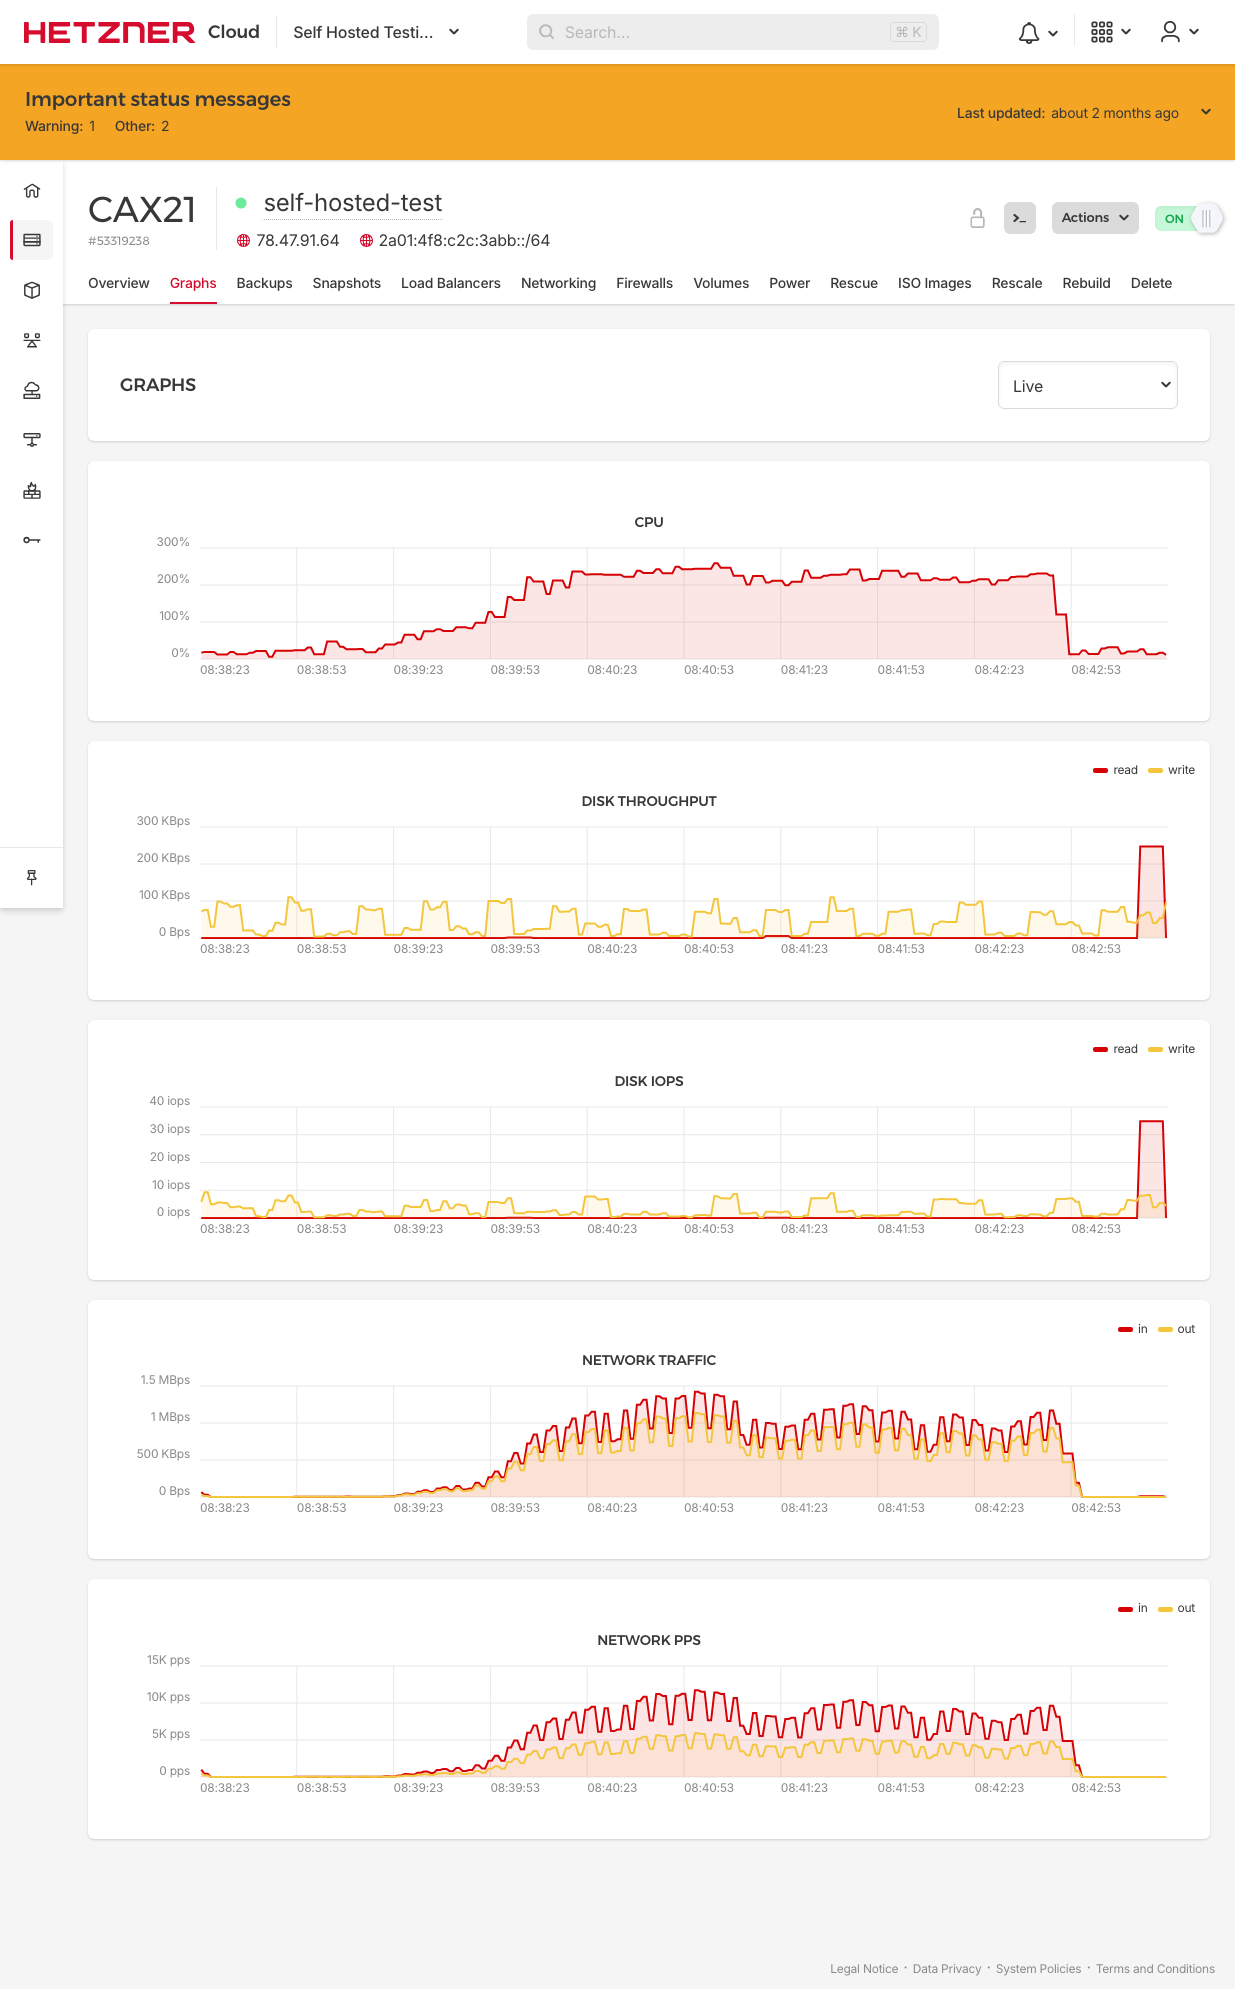 HETZNER Cloud Self Hosted Testi... Search... ⌘ K
Important status messages
Warning: 1 Other: 2
Last updated: about 2 months ago
CAX21
#53319238
self-hosted-test
78.47.91.64 2a01:4f8:c2c:3abb::/64
>_ Actions ON
Overview Graphs Backups Snapshots Load Balancers Networking Firewalls Volumes Power Rescue ISO Images Rescale Rebuild Delete
GRAPHS
Live
CPU
300%
200%
100%
0%
08:38:23 08:38:53 08:39:23 08:39:53 08:40:23 08:40:53 08:41:23 08:41:53 08:42:23 08:42:53
read write
DISK THROUGHPUT
300 KBps
200 KBps
100 KBps
0 Bps
08:38:23 08:38:53 08:39:23 08:39:53 08:40:23 08:40:53 08:41:23 08:41:53 08:42:23 08:42:53
read write
DISK IOPS
40 iops
30 iops
20 iops
10 iops
0 iops
08:38:23 08:38:53 08:39:23 08:39:53 08:40:23 08:40:53 08:41:23 08:41:53 08:42:23 08:42:53
in out
NETWORK TRAFFIC
1.5 MBps
1 MBps
500 KBps
0 Bps
08:38:23 08:38:53 08:39:23 08:39:53 08:40:23 08:40:53 08:41:23 08:41:53 08:42:23 08:42:53
in out
NETWORK PPS
15K pps
10K pps
5K pps
0 pps
08:38:23 08:38:53 08:39:23 08:39:53 08:40:23 08:40:53 08:41:23 08:41:53 08:42:23 08:42:53
Legal Notice · Data Privacy · System Policies · Terms and Conditions